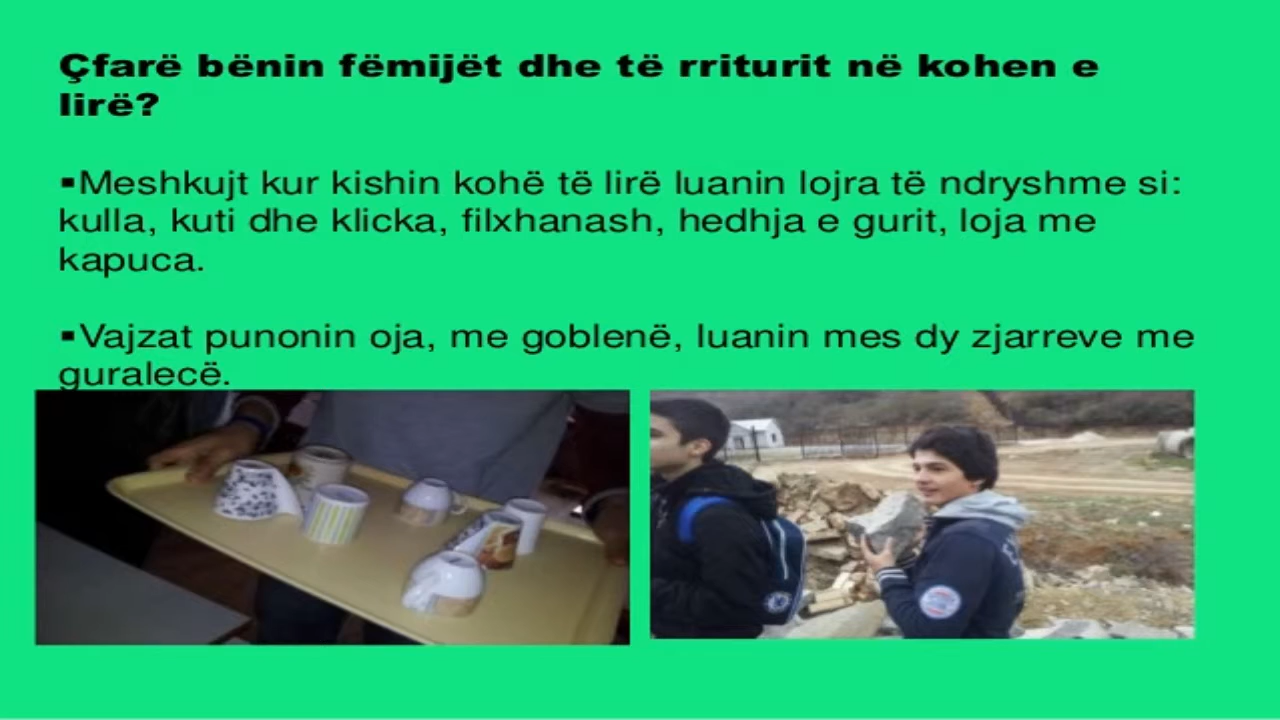 Çfarë bënin fëmijët dhe të rriturit në kohen e
lirë?
▪Meshkujt kur kishin kohë të lirë luanin lojra të ndryshme si:
kulla, kuti dhe klicka, filxhanash, hedhja e gurit, loja me
kapuca.
▪Vajzat punonin oja, me goblenë, luanin mes dy zjarreve me
guralecë.